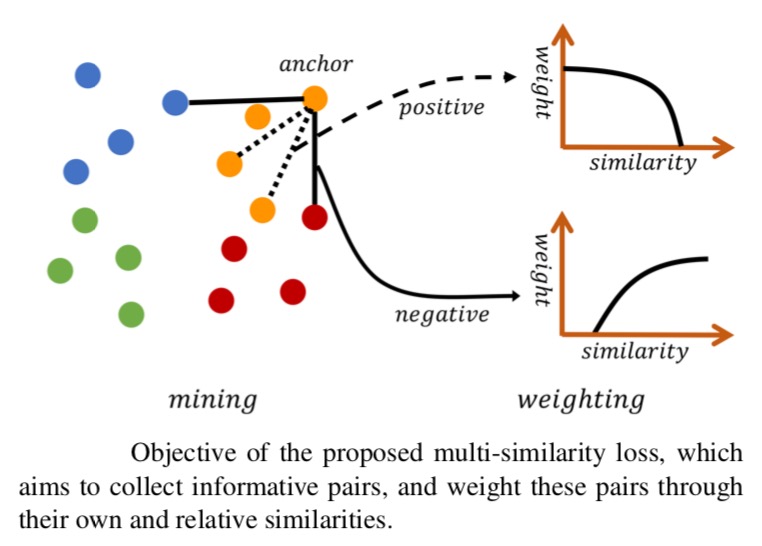 anchor
positive
weight
similarity
negative
weight
similarity
mining
weighting
Objective of the proposed multi-similarity loss, which
aims to collect informative pairs, and weight these pairs through
their own and relative similarities.